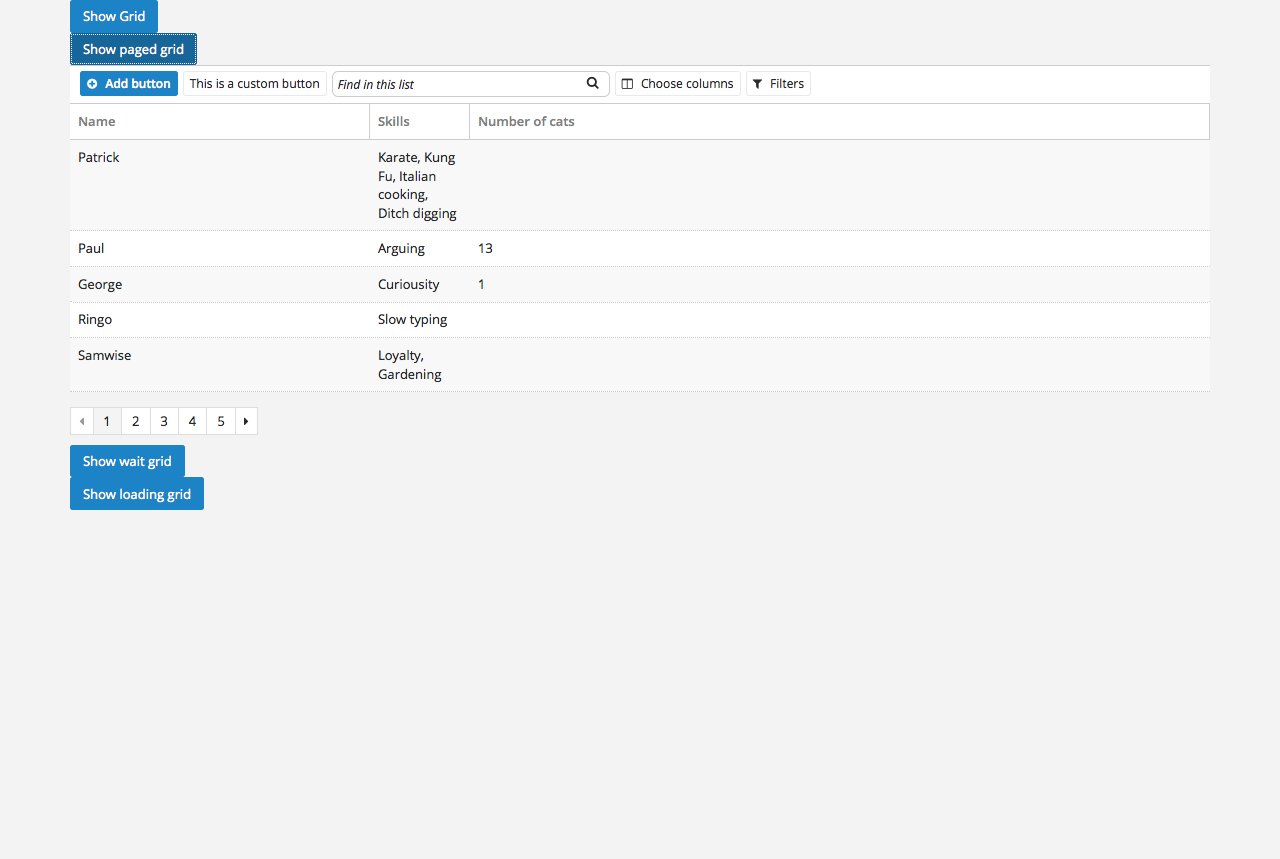 Show Grid
Show paged grid
Add button This is a custom button Find in this list Choose columns Filters
Name Skills Number of cats
Patrick Karate, Kung
Fu, Italian
cooking,
Ditch digging
Paul Arguing 13
George Curiousity 1
Ringo Slow typing
Samwise Loyalty,
Gardening
1 2 3 4 5
Show wait grid
Show loading grid